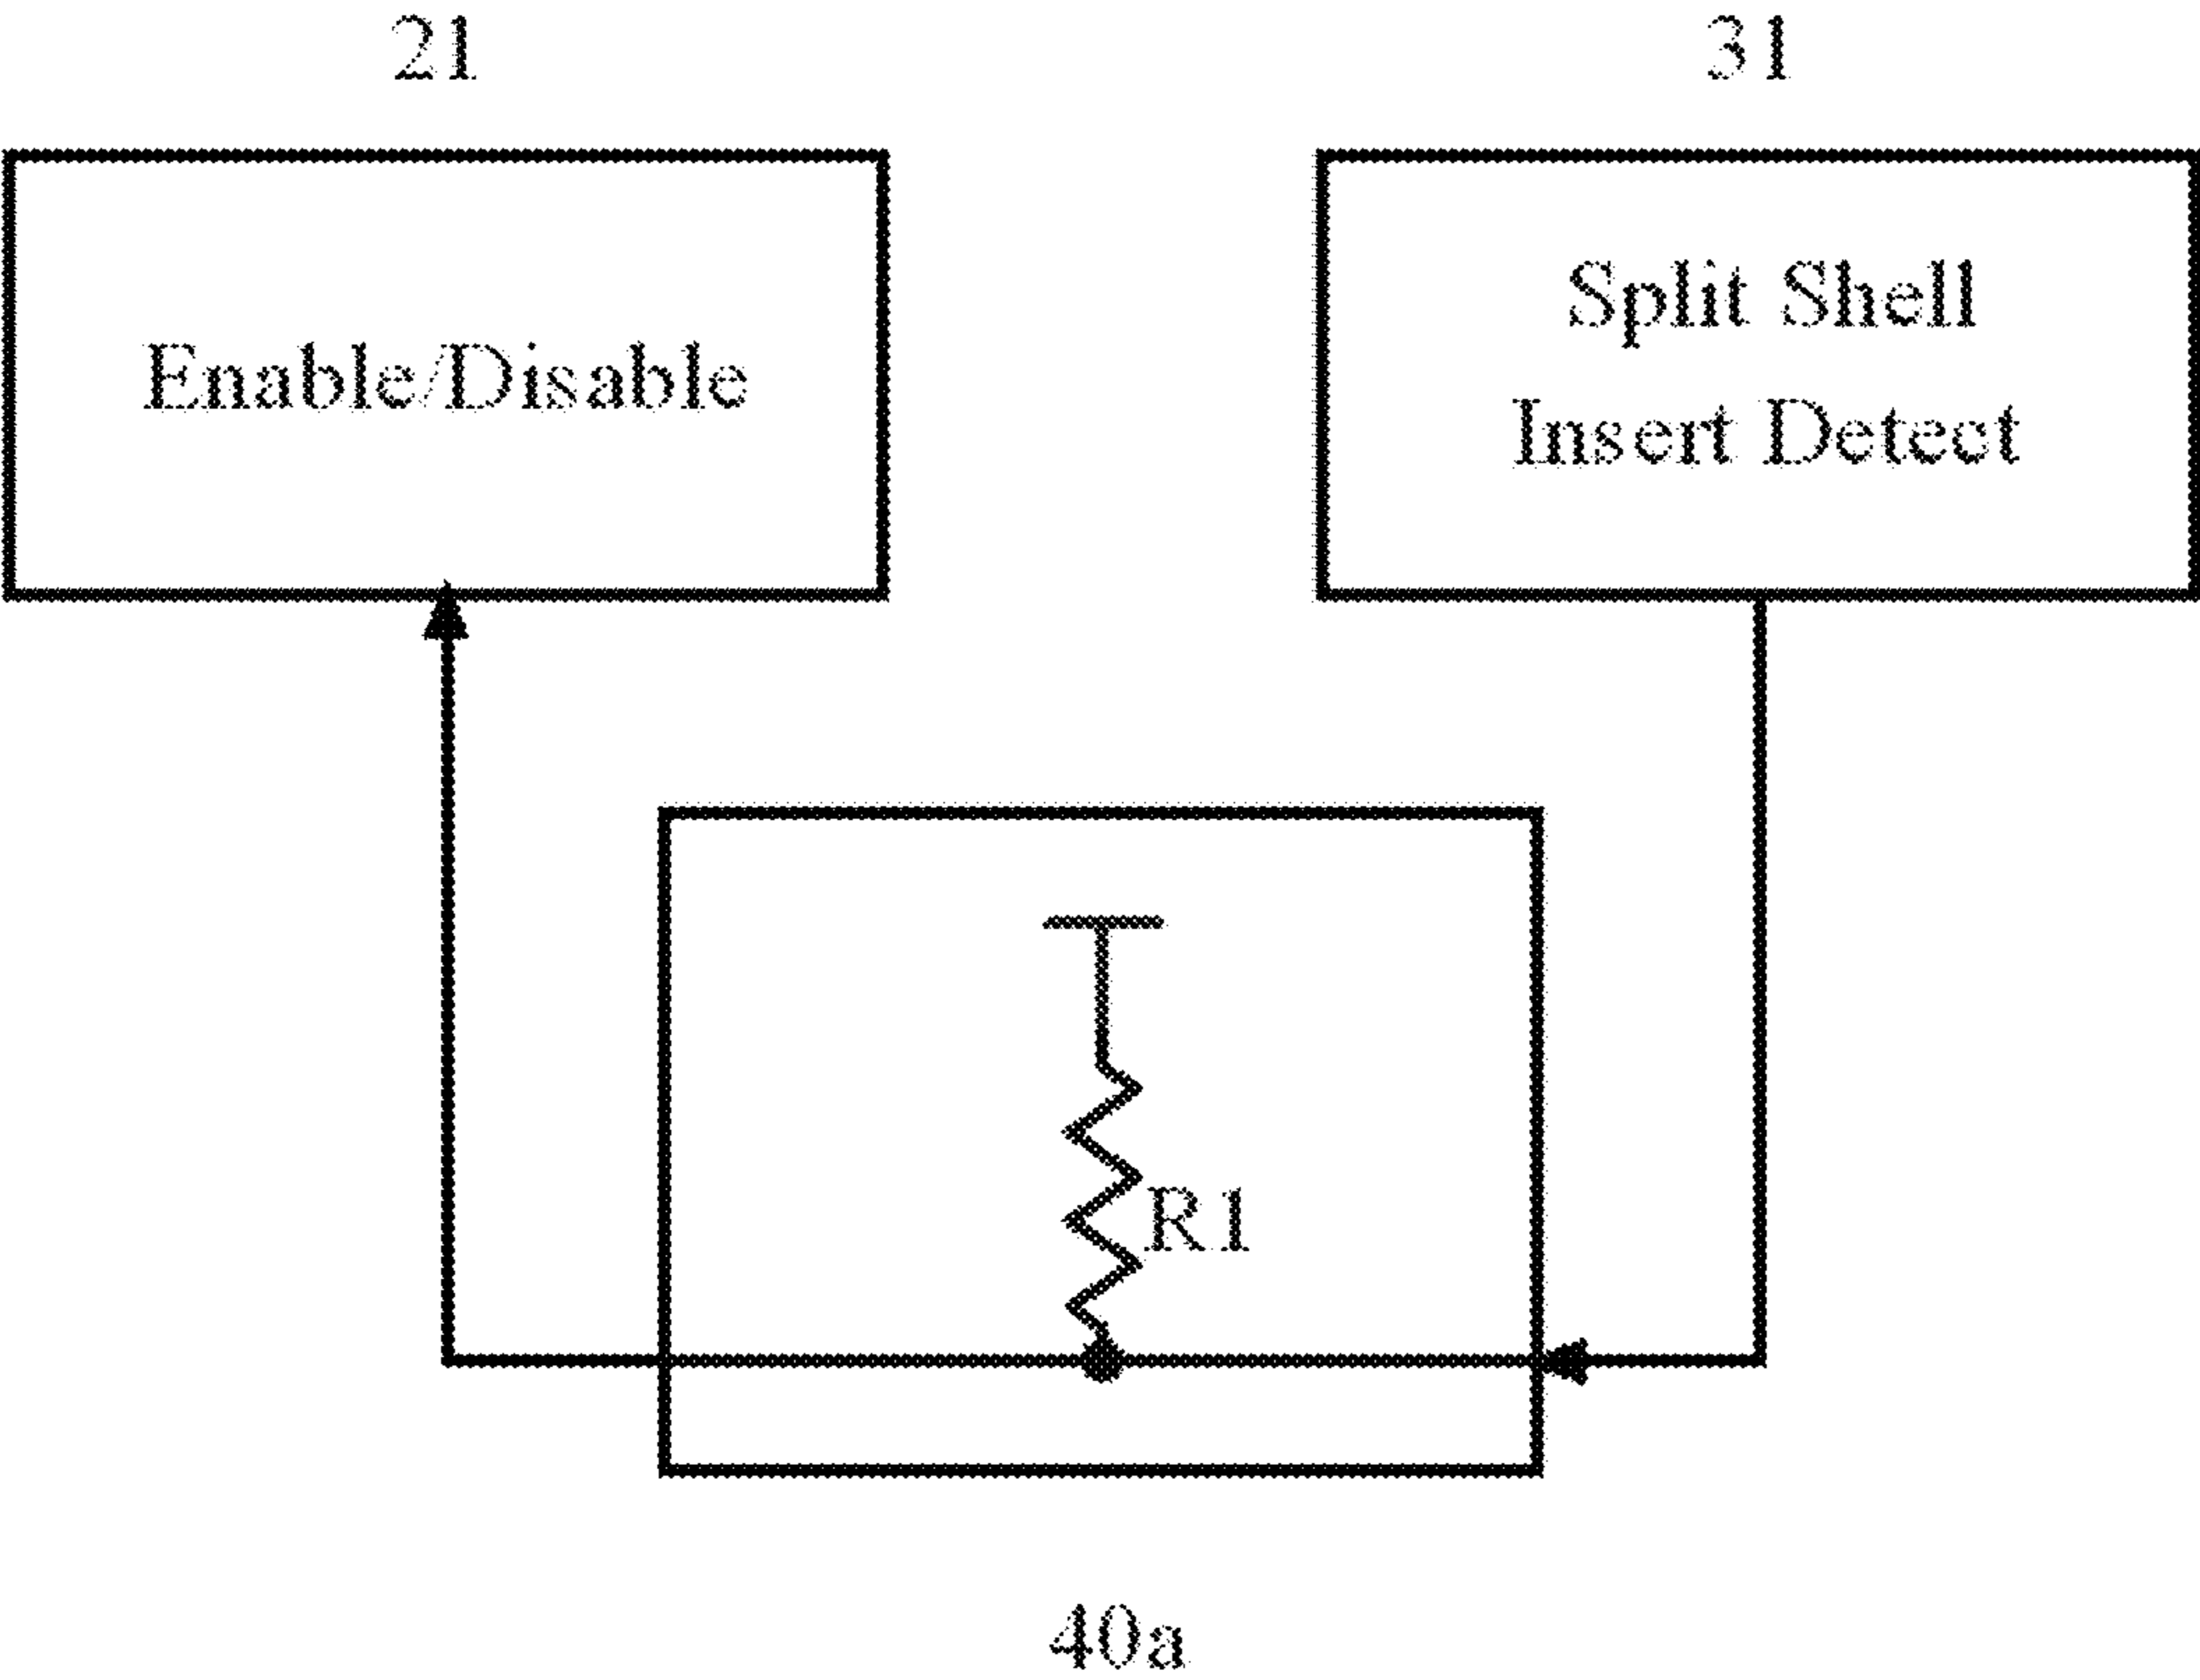 21
31
Enable/Disable
Split Shell
Insert Detect
R1
40a